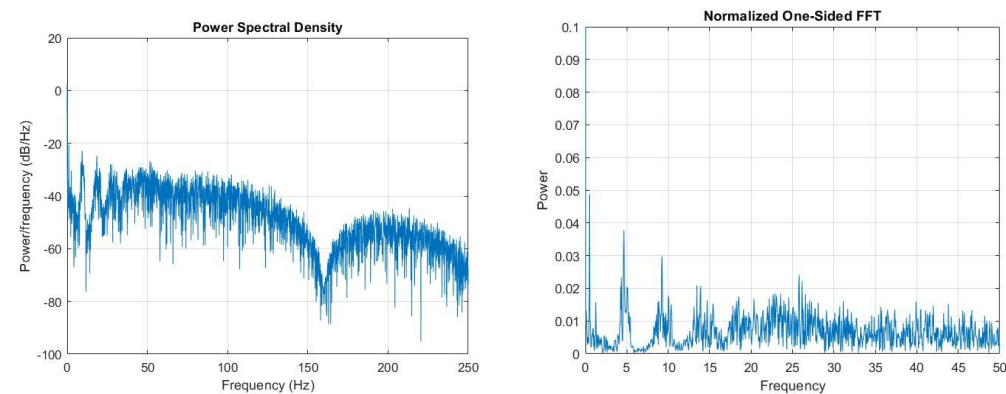 Power Spectral Density
20
0
-20
-40
-60
-80
-100
Power/frequency (dB/Hz)
0 50 100 150 200 250
Frequency (Hz)
Normalized One-Sided FFT
0.1
0.09
0.08
0.07
0.06
0.05
0.04
0.03
0.02
0.01
0
Power
0 5 10 15 20 25 30 35 40 45 50
Frequency